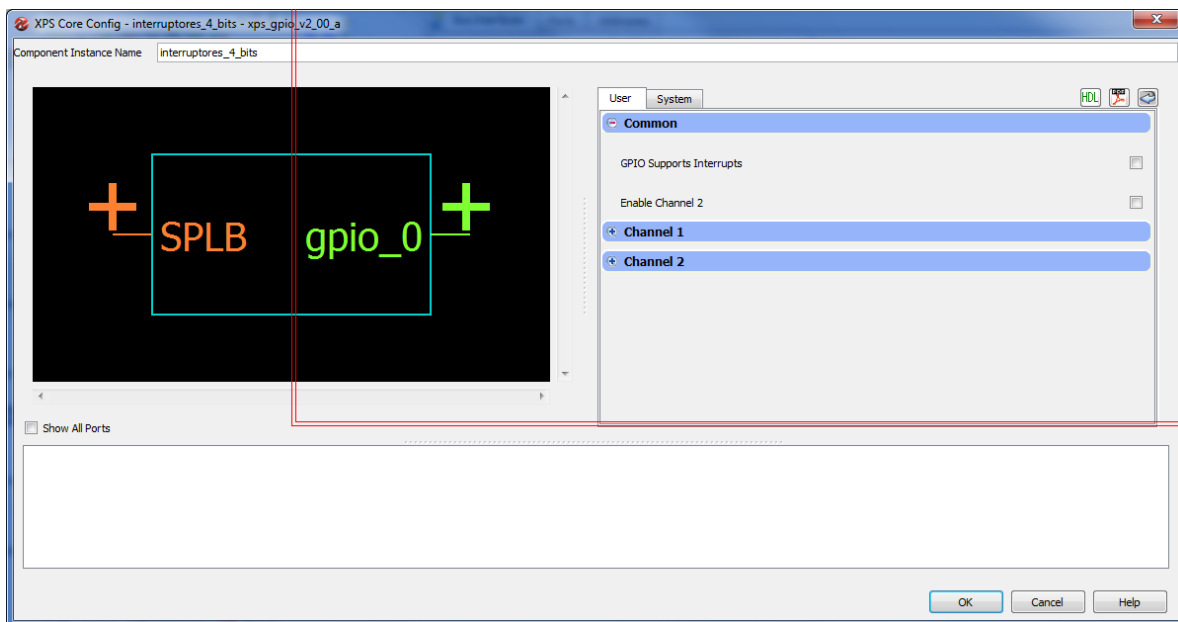 XPS Core Config - interruptores_4_bits - xps_gpio_v2_00_a
Component Instance Name interruptores_4_bits
User System HDL PDF
Common
GPIO Supports Interrupts
Enable Channel 2
Channel 1
Channel 2
SPLB gpio_0
Show All Ports
OK Cancel Help